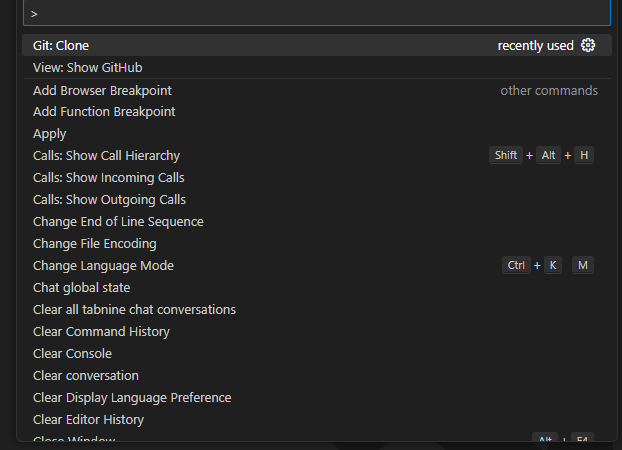 >
Git: Clone recently used
View: Show GitHub
Add Browser Breakpoint other commands
Add Function Breakpoint
Apply
Calls: Show Call Hierarchy Shift + Alt + H
Calls: Show Incoming Calls
Calls: Show Outgoing Calls
Change End of Line Sequence
Change File Encoding
Change Language Mode Ctrl + K M
Chat global state
Clear all tabnine chat conversations
Clear Command History
Clear Console
Clear conversation
Clear Display Language Preference
Clear Editor History
Close Window Alt + F4